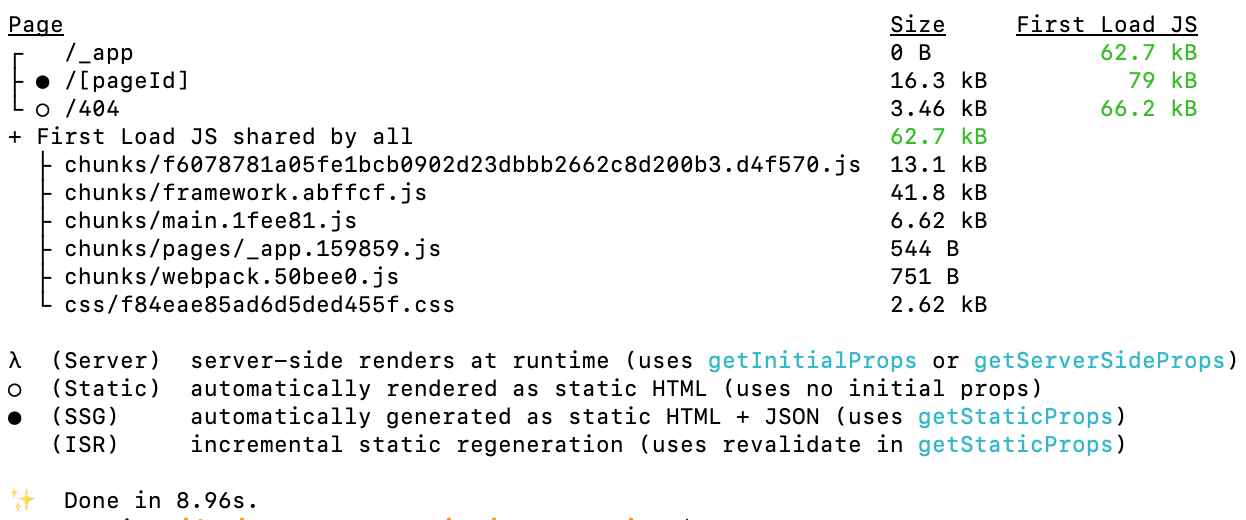 Page Size First Load JS
┌   /_app 0 B 62.7 kB
├ ● /[pageId] 16.3 kB 79 kB
└ ○ /404 3.46 kB 66.2 kB
+ First Load JS shared by all 62.7 kB
├ chunks/f6078781a05fe1bcb0902d23dbbb2662c8d200b3.d4f570.js 13.1 kB
├ chunks/framework.abffcf.js 41.8 kB
├ chunks/main.1fee81.js 6.62 kB
├ chunks/pages/_app.159859.js 544 B
├ chunks/webpack.50bee0.js 751 B
└ css/f84eae85ad6d5ded455f.css 2.62 kB
λ (Server) server-side renders at runtime (uses getInitialProps or getServerSideProps)
○ (Static) automatically rendered as static HTML (uses no initial props)
● (SSG) automatically generated as static HTML + JSON (uses getStaticProps)
(ISR) incremental static regeneration (uses revalidate in getStaticProps)
✨ Done in 8.96s.